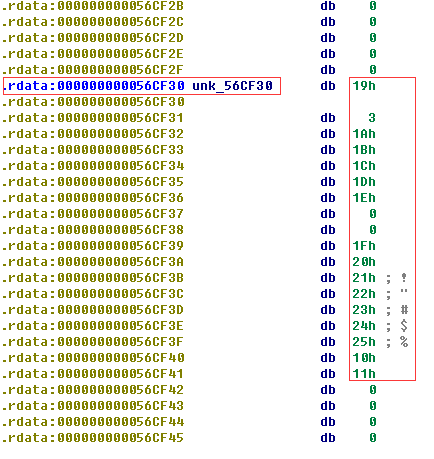 .rdata:000000000056CF2B db 0
.rdata:000000000056CF2C db 0
.rdata:000000000056CF2D db 0
.rdata:000000000056CF2E db 0
.rdata:000000000056CF2F db 0
.rdata:000000000056CF30 unk_56CF30 db 19h
.rdata:000000000056CF30
.rdata:000000000056CF31 db 3
.rdata:000000000056CF32 db 1Ah
.rdata:000000000056CF33 db 1Bh
.rdata:000000000056CF34 db 1Ch
.rdata:000000000056CF35 db 1Dh
.rdata:000000000056CF36 db 1Eh
.rdata:000000000056CF37 db 0
.rdata:000000000056CF38 db 0
.rdata:000000000056CF39 db 1Fh
.rdata:000000000056CF3A db 20h
.rdata:000000000056CF3B db 21h ; !
.rdata:000000000056CF3C db 22h ; "
.rdata:000000000056CF3D db 23h ; #
.rdata:000000000056CF3E db 24h ; $
.rdata:000000000056CF3F db 25h ; %
.rdata:000000000056CF40 db 10h
.rdata:000000000056CF41 db 11h
.rdata:000000000056CF42 db 0
.rdata:000000000056CF43 db 0
.rdata:000000000056CF44 db 0
.rdata:000000000056CF45 db 0